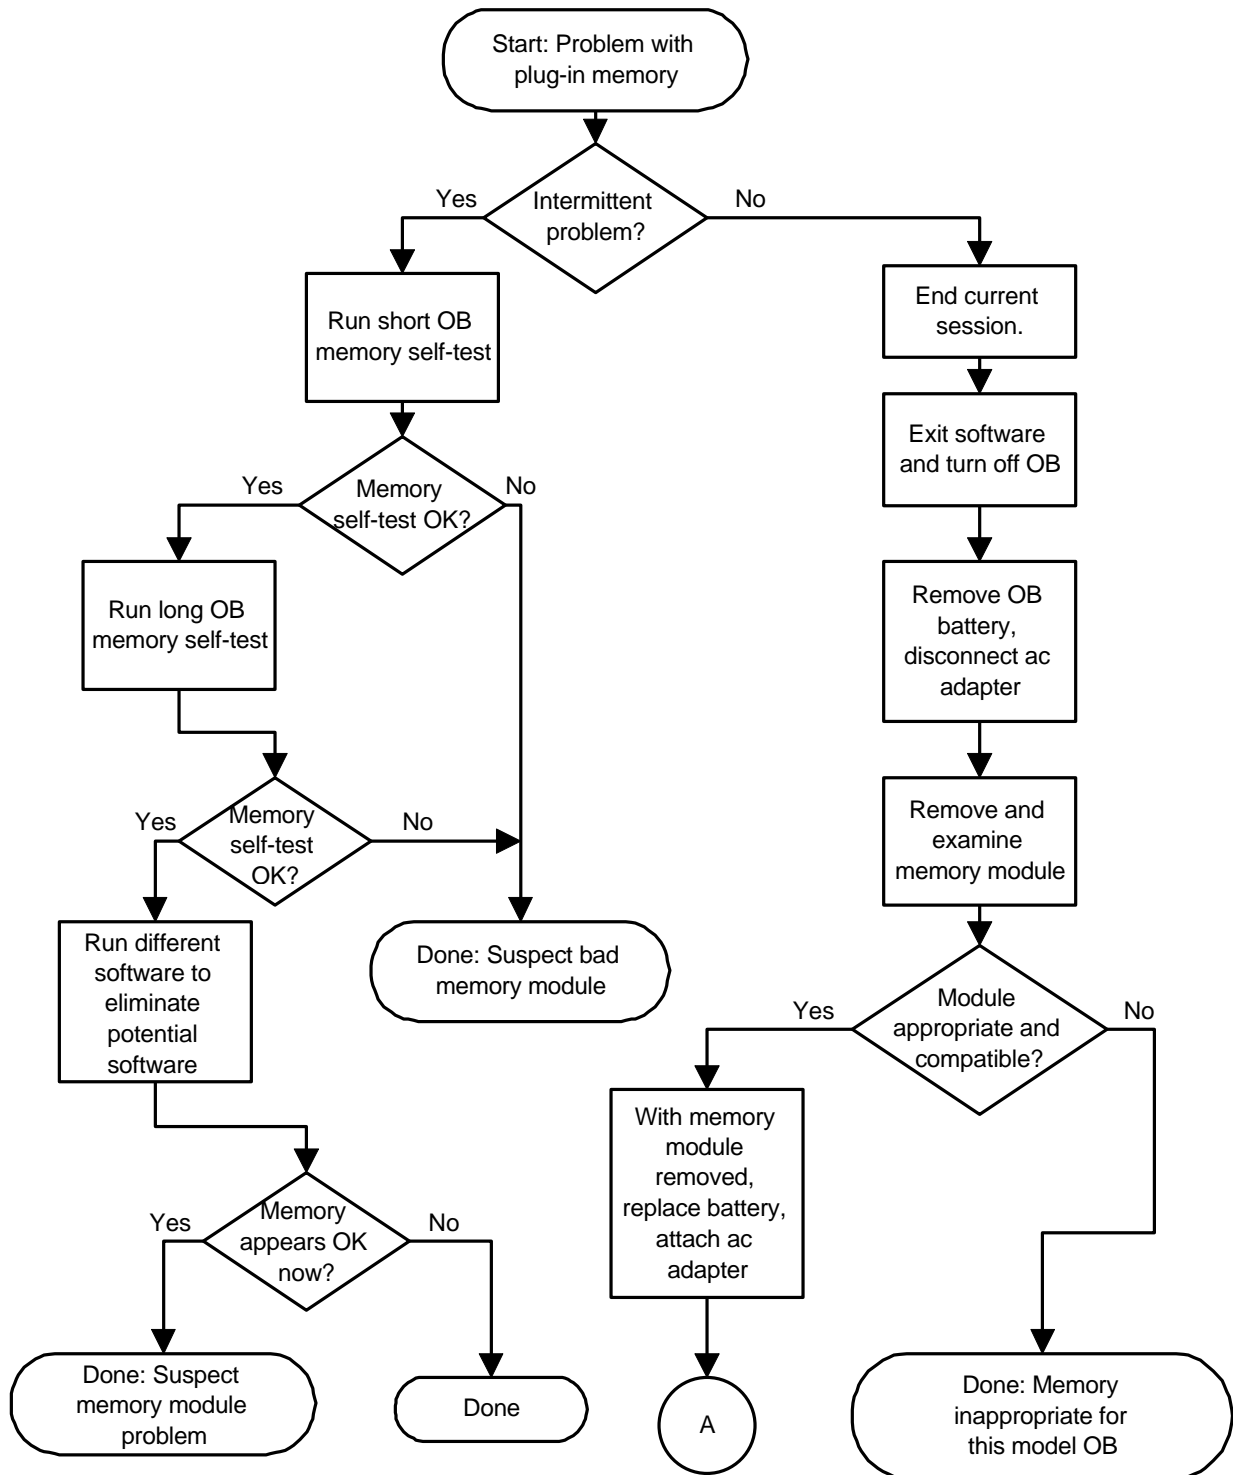 Start: Problem with
plug-in memory
Yes
Intermittent
problem?
No
Run short OB
memory self-test
End current
session.
Exit software
and turn off OB
Yes
Memory
self-test OK?
No
Run long OB
memory self-test
Remove OB
battery,
disconnect ac
adapter
Yes
Memory
self-test
OK?
No
Remove and
examine
memory module
Run different
software to
eliminate
potential
software
Done: Suspect bad
memory module
Yes
Module
appropriate and
compatible?
No
With memory
module
removed,
replace battery,
attach ac
adapter
Yes
Memory
appears OK
now?
No
Done: Suspect
memory module
problem
Done
A
Done: Memory
inappropriate for
this model OB